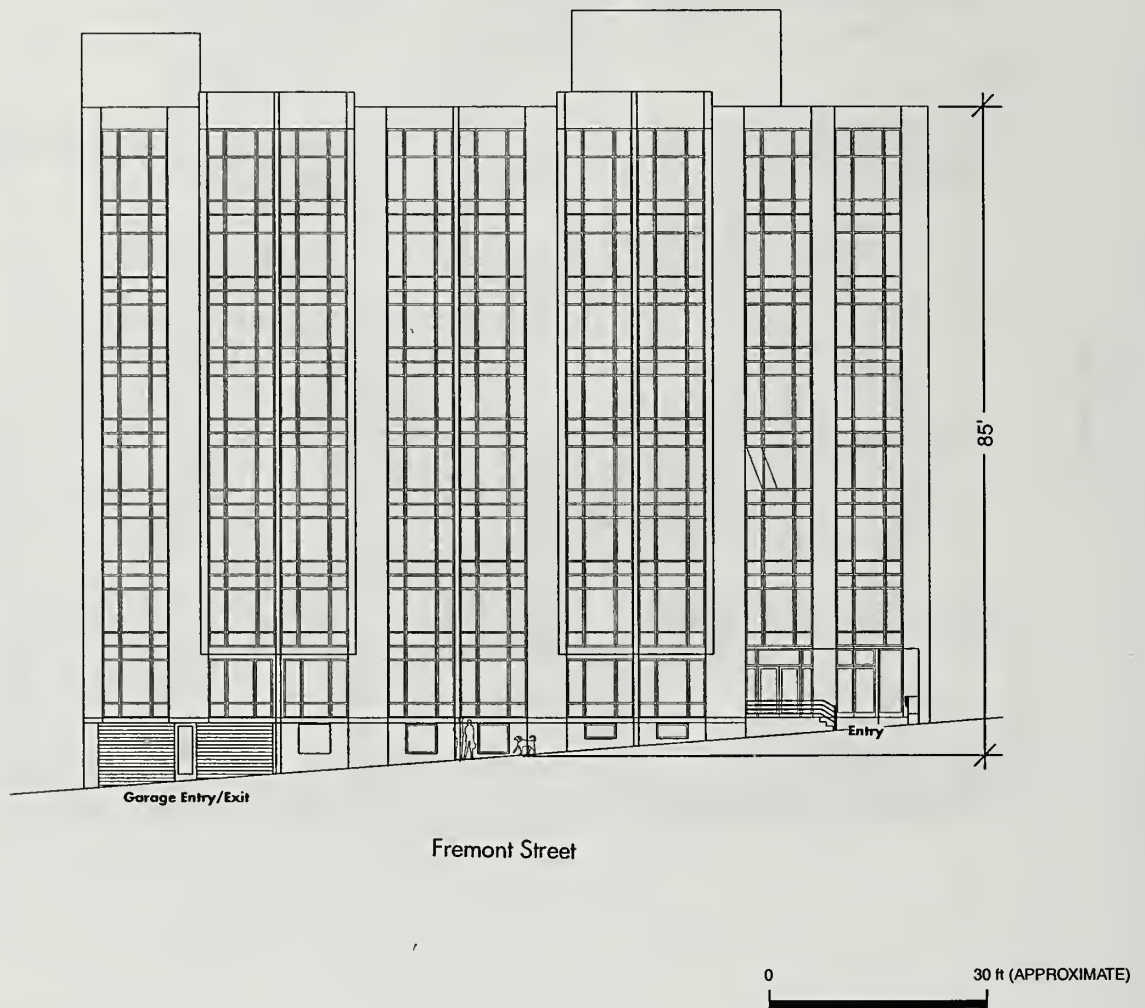 85'
Entry
Garage Entry/Exit
Fremont Street
0 30 ft (APPROXIMATE)